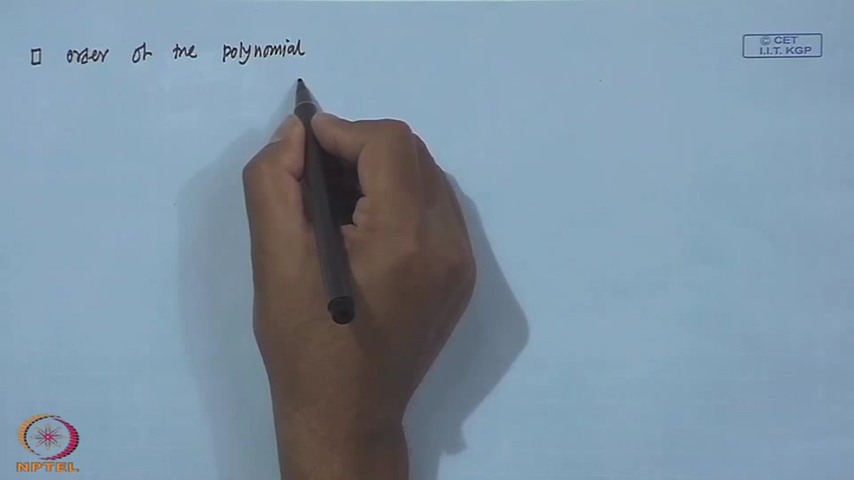 □ order of the polynomial
© CET
I.I.T. KGP
NPTEL